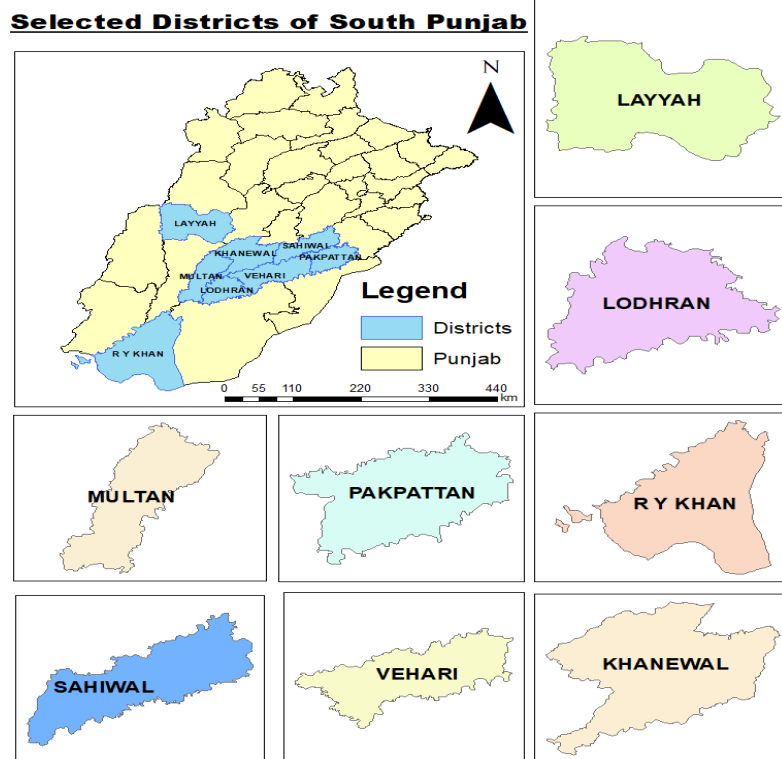 Selected Districts of South Punjab
N
LAYYAH
KHANEWAL
SAHIWAL
PAKPATTAN
MULTAN
VEHARI
LODHRAN
R Y KHAN
Legend
Districts
Punjab
0 55 110 220 330 440
km
LAYYAH
LODHRAN
MULTAN
PAKPATTAN
R Y KHAN
SAHIWAL
VEHARI
KHANEWAL